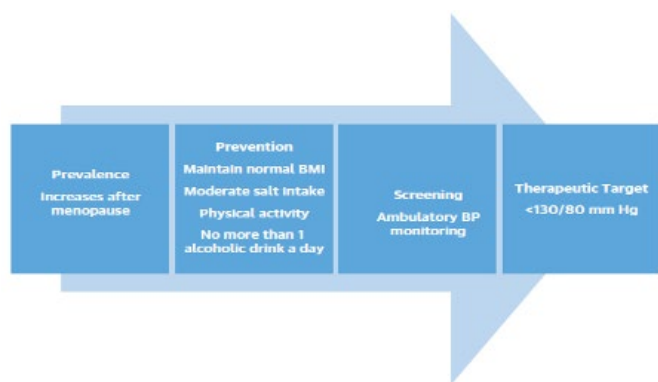 Prevalence
Increases after
menopause
Prevention
Maintain normal BMI
Moderate salt intake
Physical activity
No more than 1
alcoholic drink a day
Screening
Ambulatory BP
monitoring
Therapeutic Target
<130/80 mm Hg